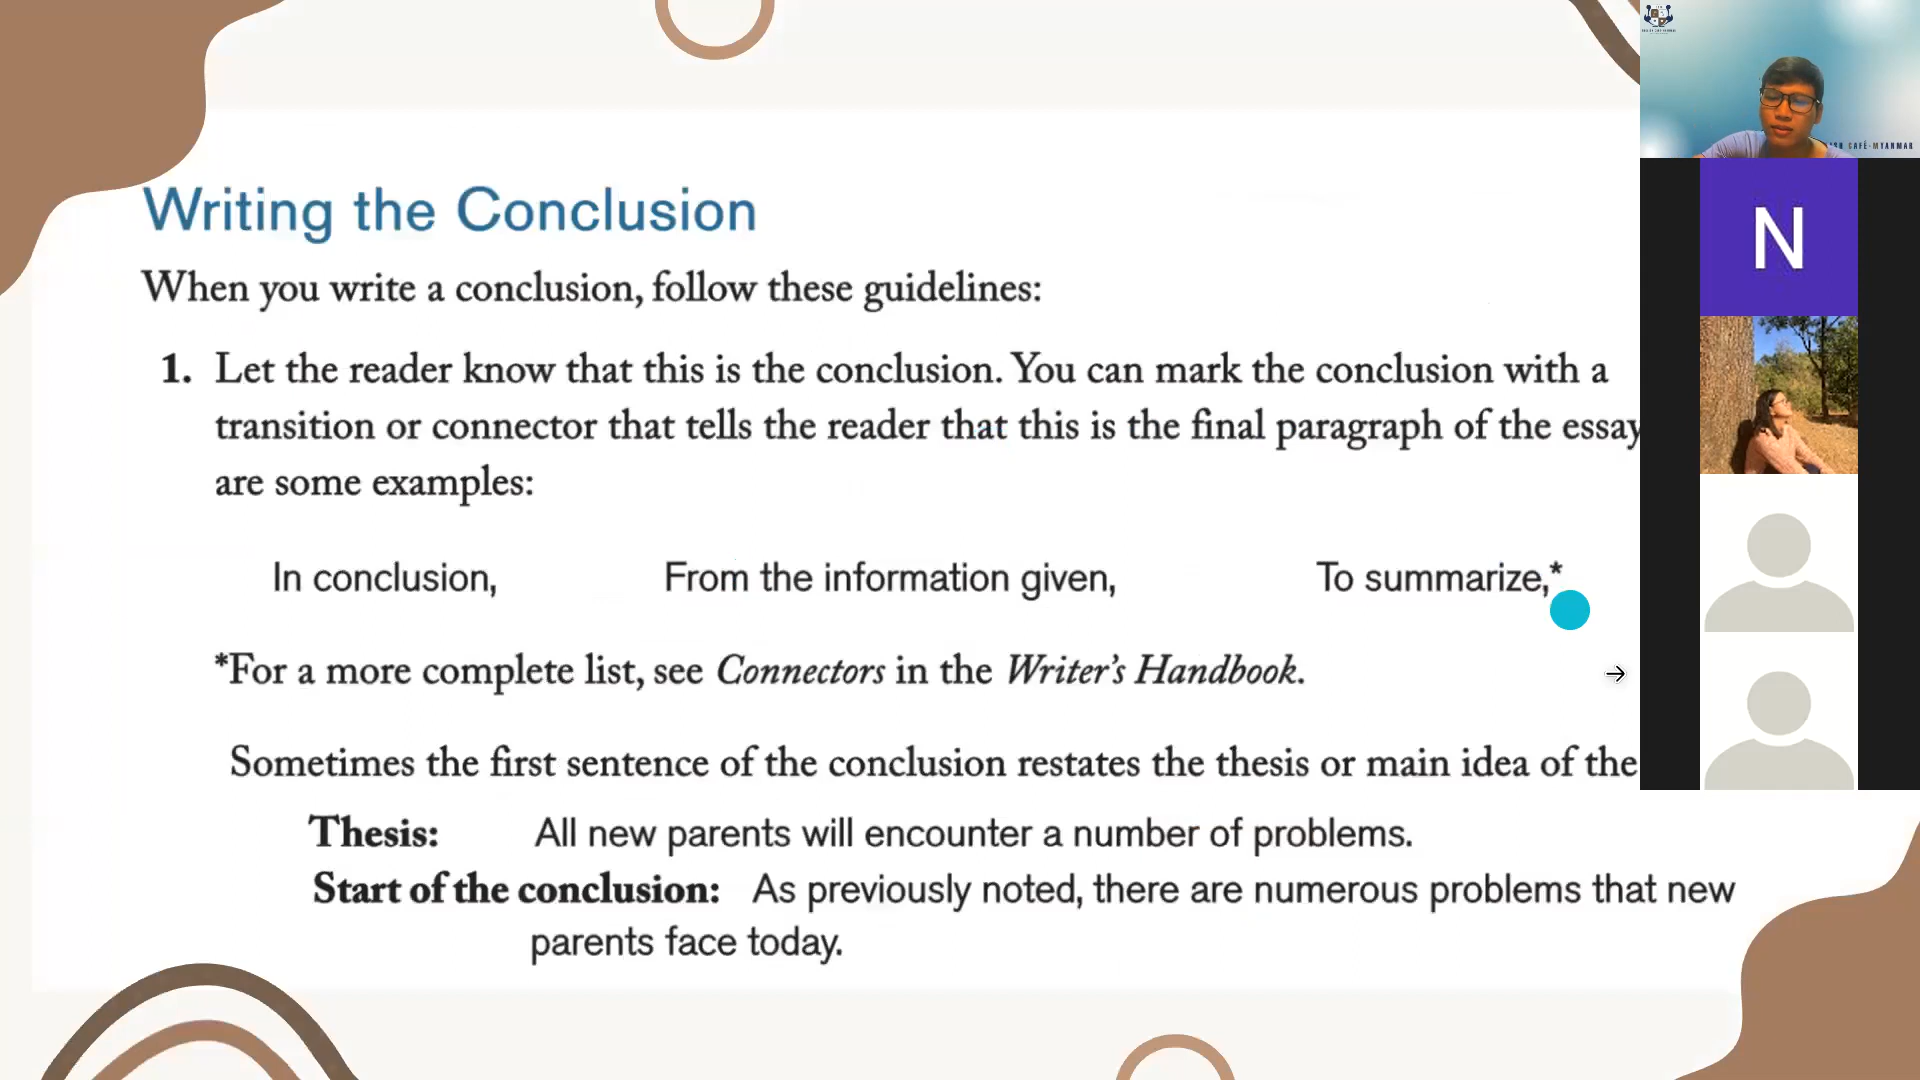 Writing the Conclusion
When you write a conclusion, follow these guidelines:
1. Let the reader know that this is the conclusion. You can mark the conclusion with a
transition or connector that tells the reader that this is the final paragraph of the essay
are some examples:
In conclusion, From the information given, To summarize,*
*For a more complete list, see Connectors in the Writer's Handbook.
Sometimes the first sentence of the conclusion restates the thesis or main idea of the
Thesis: All new parents will encounter a number of problems.
Start of the conclusion: As previously noted, there are numerous problems that new
parents face today.
CAFÉ-MYANMAR
N